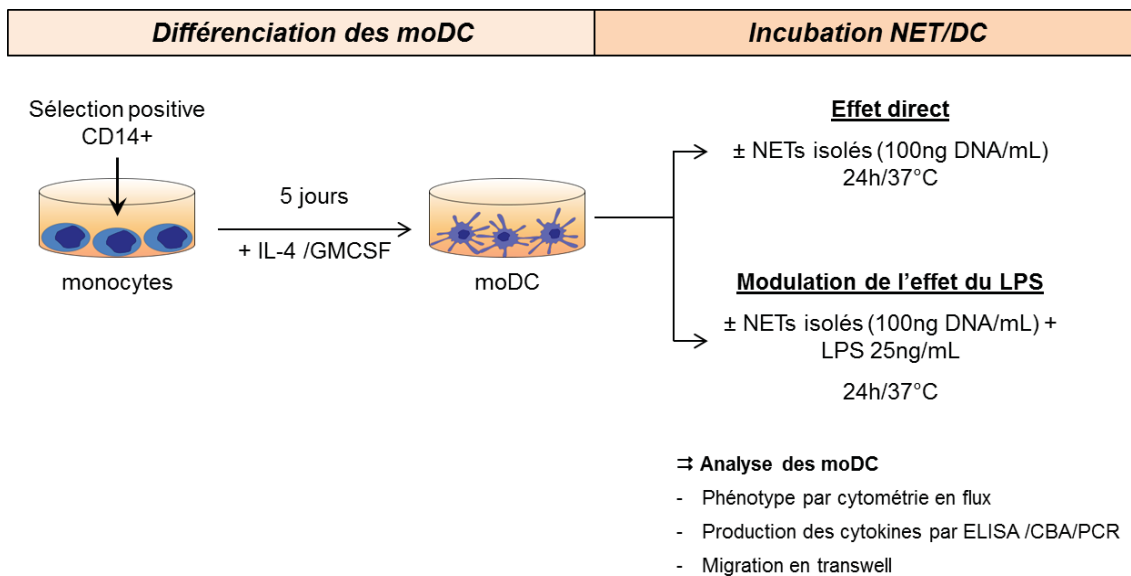 Différenciation des moDC
Incubation NET/DC
Sélection positive
CD14+
monocytes
5 jours
+ IL-4 /GMCSF
moDC
Effet direct
± NETs isolés (100ng DNA/mL)
24h/37°C
Modulation de l'effet du LPS
± NETs isolés (100ng DNA/mL) +
LPS 25ng/mL
24h/37°C
⇉ Analyse des moDC
- Phénotype par cytométrie en flux
- Production des cytokines par ELISA /CBA/PCR
- Migration en transwell